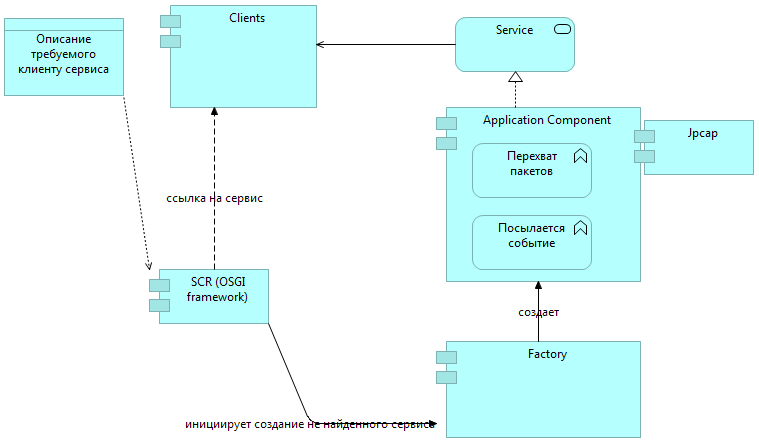 Clients
Service
Описание
требуемого
клиенту сервиса
Application Component
Jpcap
Перехват
пакетов
ссылка на сервис
Посылается
событие
SCR (OSGI
framework)
создает
Factory
инициирует создание не найденного сервиса